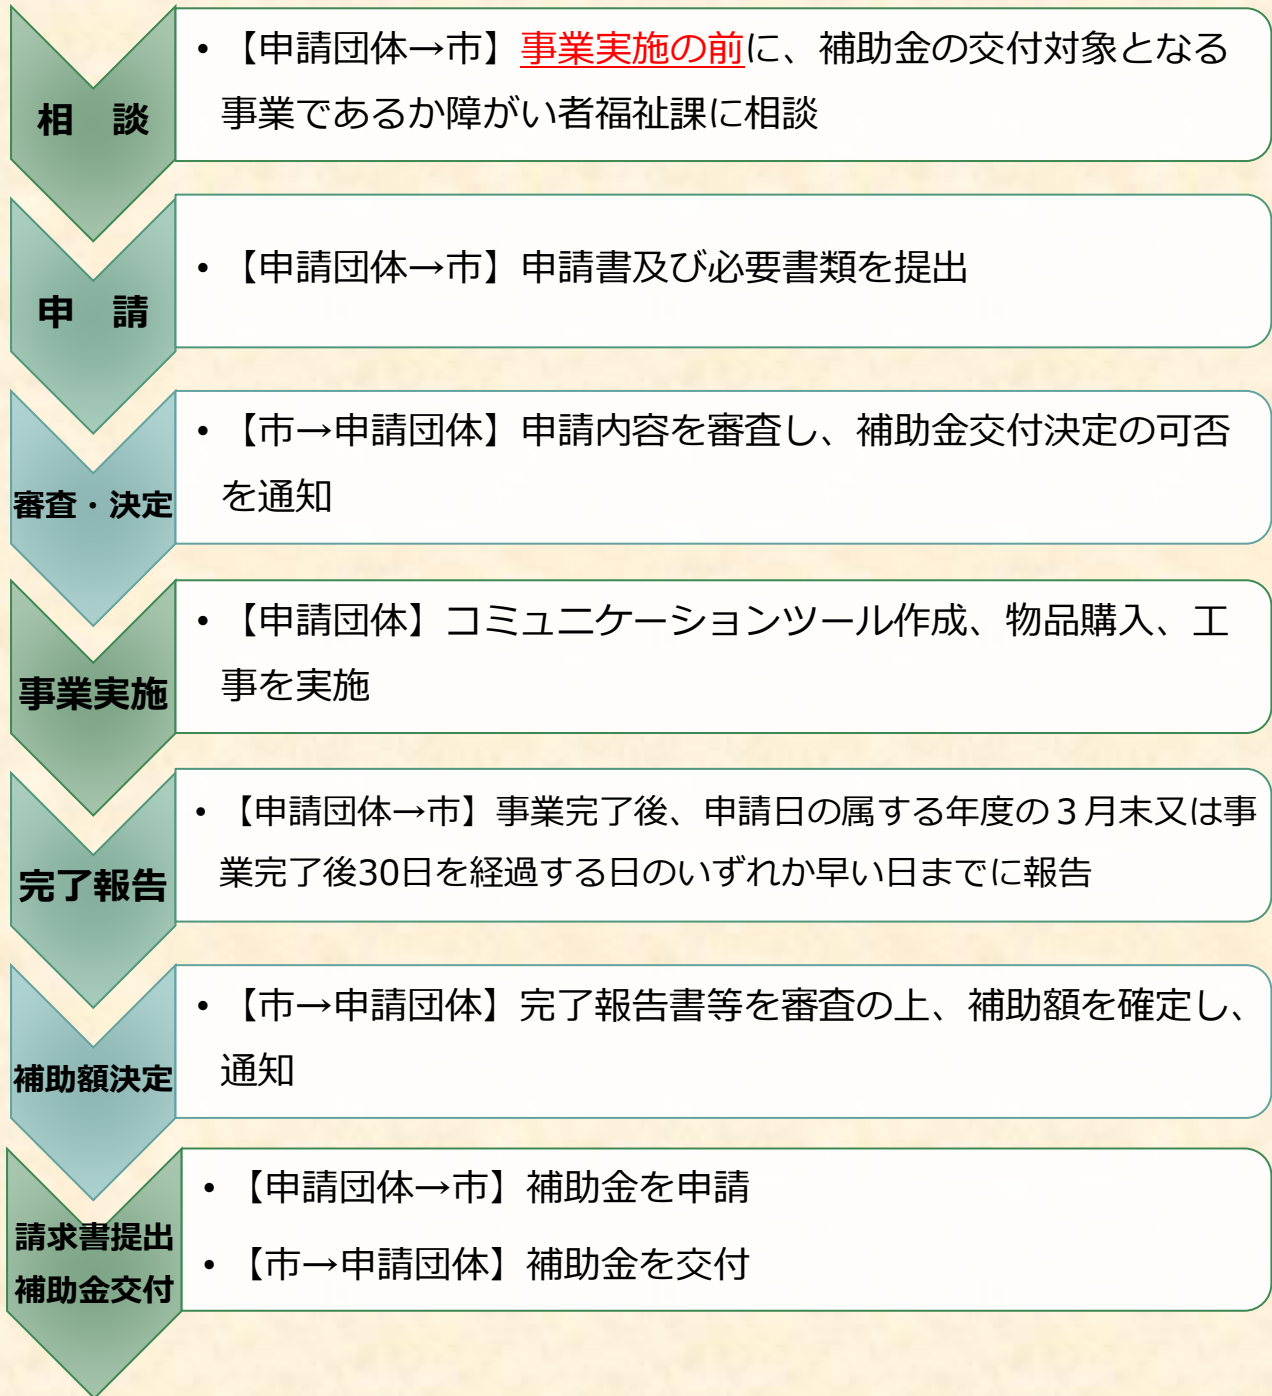 相　談
• 【申請団体→市】事業実施の前に、補助金の交付対象となる
事業であるか障がい者福祉課に相談
申　請
• 【申請団体→市】申請書及び必要書類を提出
審査・決定
• 【市→申請団体】申請内容を審査し、補助金交付決定の可否
を通知
事業実施
• 【申請団体】コミュニケーションツール作成、物品購入、工
事を実施
完了報告
• 【申請団体→市】事業完了後、申請日の属する年度の３月末又は事
業完了後30日を経過する日のいずれか早い日までに報告
補助額決定
• 【市→申請団体】完了報告書等を審査の上、補助額を確定し、
通知
請求書提出
補助金交付
• 【申請団体→市】補助金を申請
• 【市→申請団体】補助金を交付